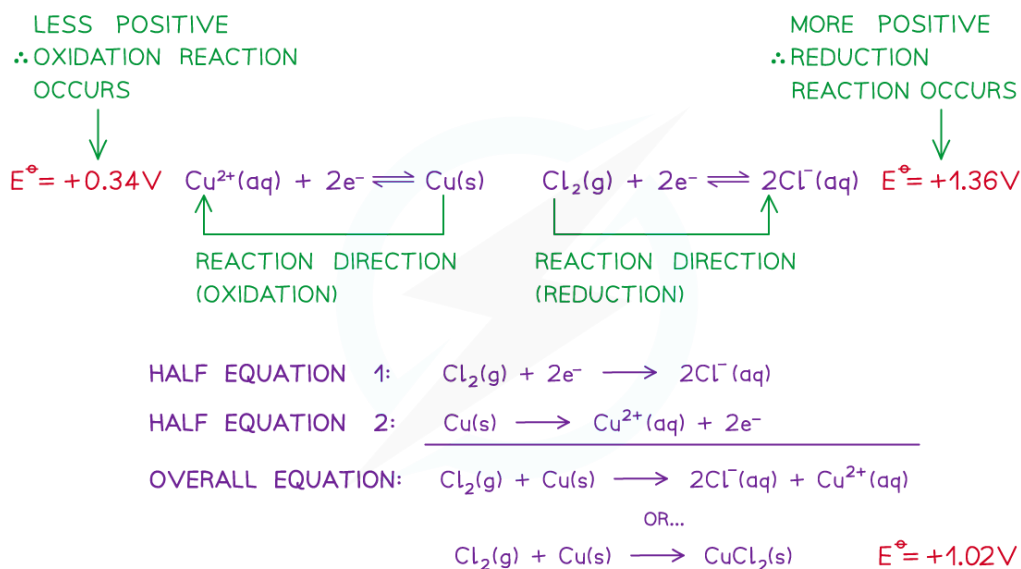 LESS POSITIVE
∴ OXIDATION REACTION
OCCURS
MORE POSITIVE
∴ REDUCTION
REACTION OCCURS
E⦵= +0.34V Cu²⁺(aq) + 2e⁻ ⇌ Cu(s) Cl₂(g) + 2e⁻ ⇌ 2Cl⁻(aq) E⦵= +1.36V
REACTION DIRECTION
(OXIDATION)
REACTION DIRECTION
(REDUCTION)
HALF EQUATION 1: Cl₂(g) + 2e⁻ ⟶ 2Cl⁻(aq)
HALF EQUATION 2: Cu(s) ⟶ Cu²⁺(aq) + 2e⁻
OVERALL EQUATION: Cl₂(g) + Cu(s) ⟶ 2Cl⁻(aq) + Cu²⁺(aq)
OR...
Cl₂(g) + Cu(s) ⟶ CuCl₂(s) E⦵= +1.02V